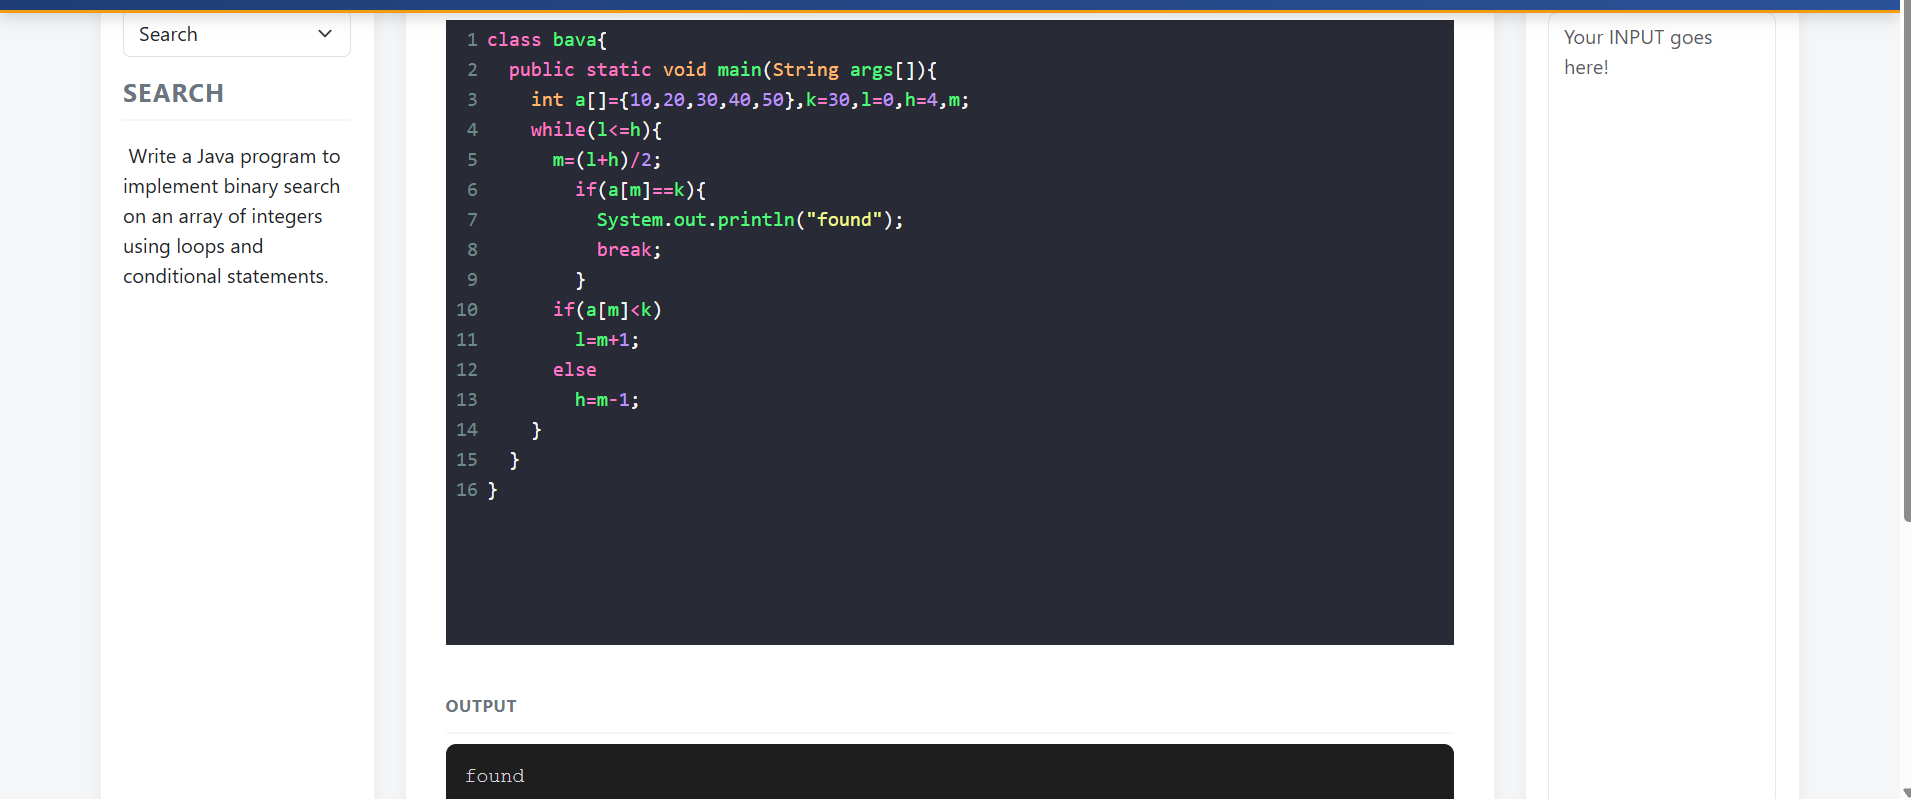 Search
SEARCH
Write a Java program to
implement binary search
on an array of integers
using loops and
conditional statements.
1 class bava{
2   public static void main(String args[]){
3     int a[]={10,20,30,40,50},k=30,l=0,h=4,m;
4     while(l<=h){
5       m=(l+h)/2;
6         if(a[m]==k){
7           System.out.println("found");
8           break;
9         }
10       if(a[m]<k)
11         l=m+1;
12       else
13         h=m-1;
14     }
15   }
16 }
OUTPUT
found
Your INPUT goes
here!